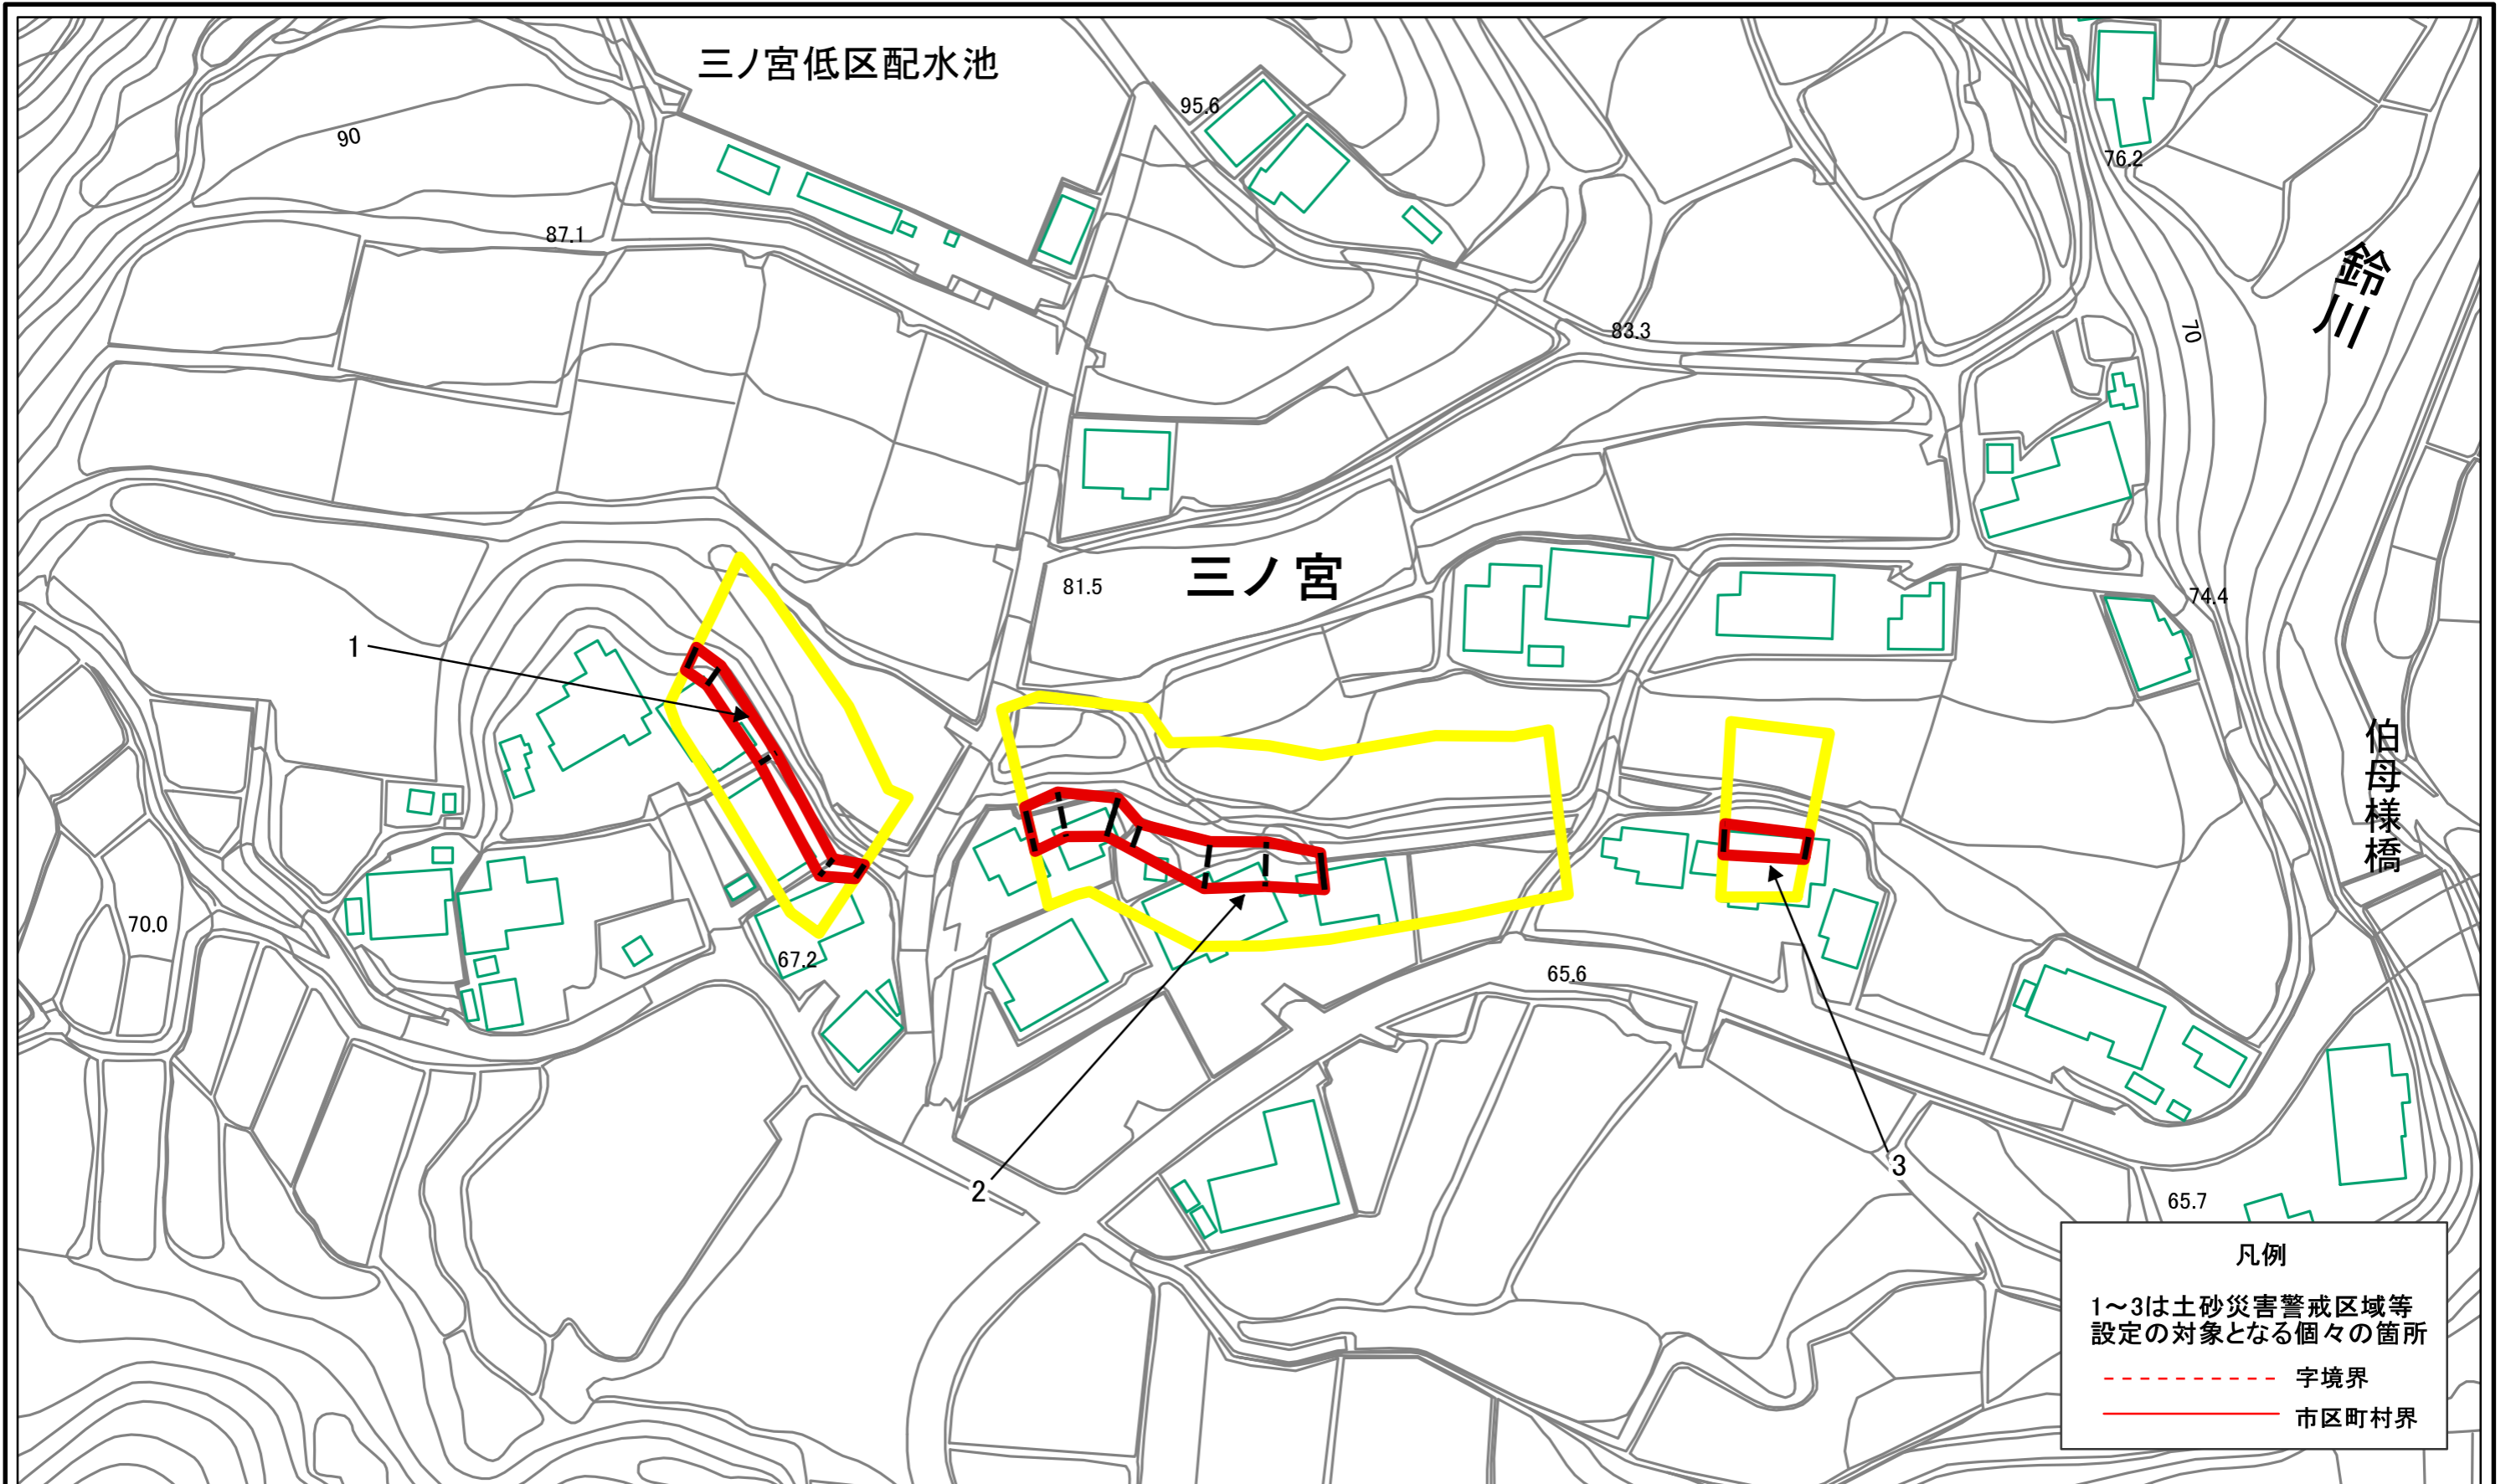 三ノ宮低区配水池
95.6
90
76.2
87.1
鈴川
83.3
70
三ノ宮
81.5
74.4
1
伯母様橋
70.0
67.2
65.6
3
2
65.7
凡例
1～3は土砂災害警戒区域等
設定の対象となる個々の箇所
字境界
市区町村界